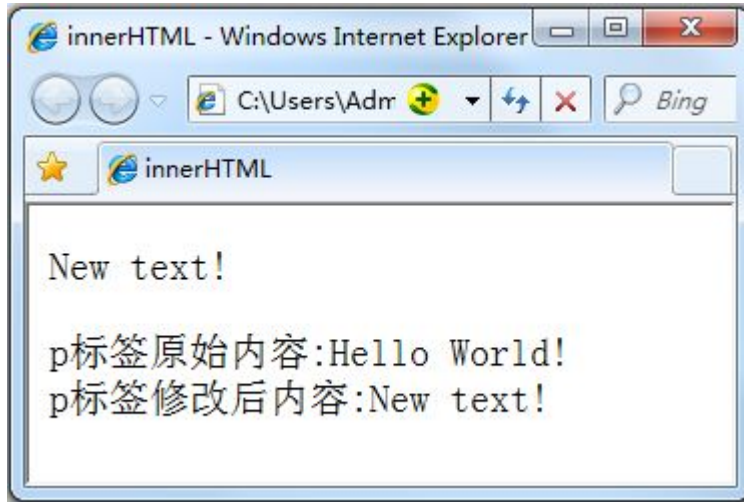 innerHTML - Windows Internet Explorer
C:\Users\Adm
Bing
innerHTML
New text!
p标签原始内容:Hello World!
p标签修改后内容:New text!